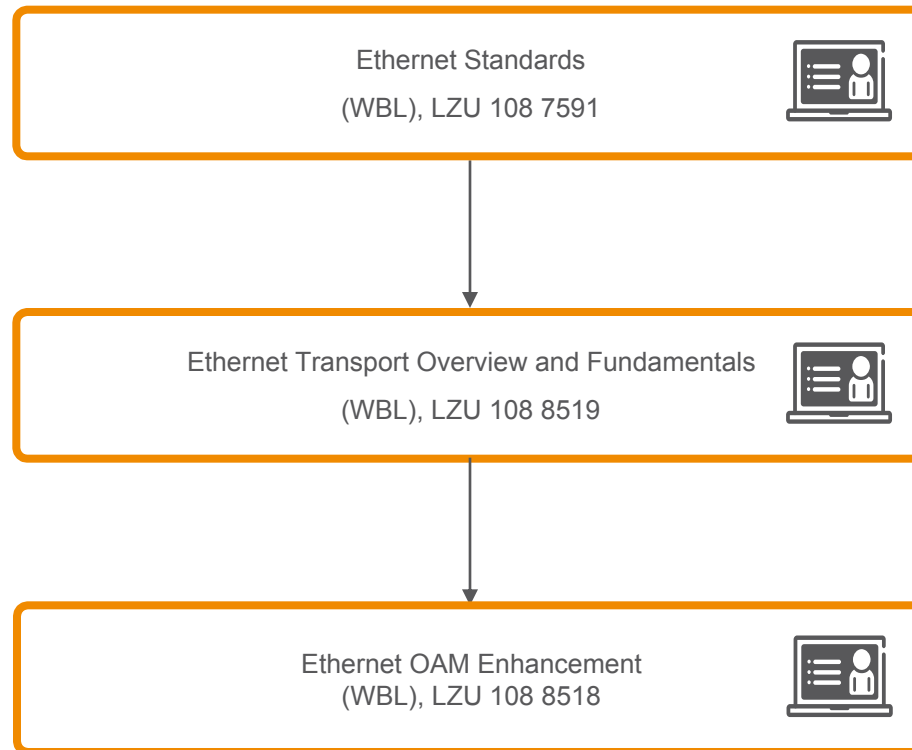 Ethernet Standards
(WBL), LZU 108 7591
Ethernet Transport Overview and Fundamentals
(WBL), LZU 108 8519
Ethernet OAM Enhancement
(WBL), LZU 108 8518